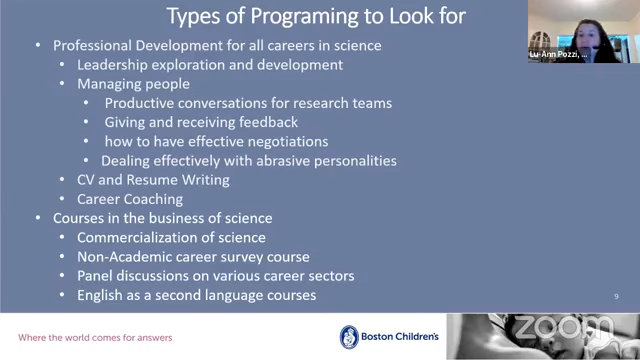 Types of Programing to Look for
• Professional Development for all careers in science
• Leadership exploration and development
• Managing people
• Productive conversations for research teams
• Giving and receiving feedback
• how to have effective negotiations
• Dealing effectively with abrasive personalities
• CV and Resume Writing
• Career Coaching
• Courses in the business of science
• Commercialization of science
• Non-Academic career survey course
• Panel discussions on various career sectors
• English as a second language courses
Lu-Ann Pozzi, ...
9
Where the world comes for answers
Boston Children's
zoom